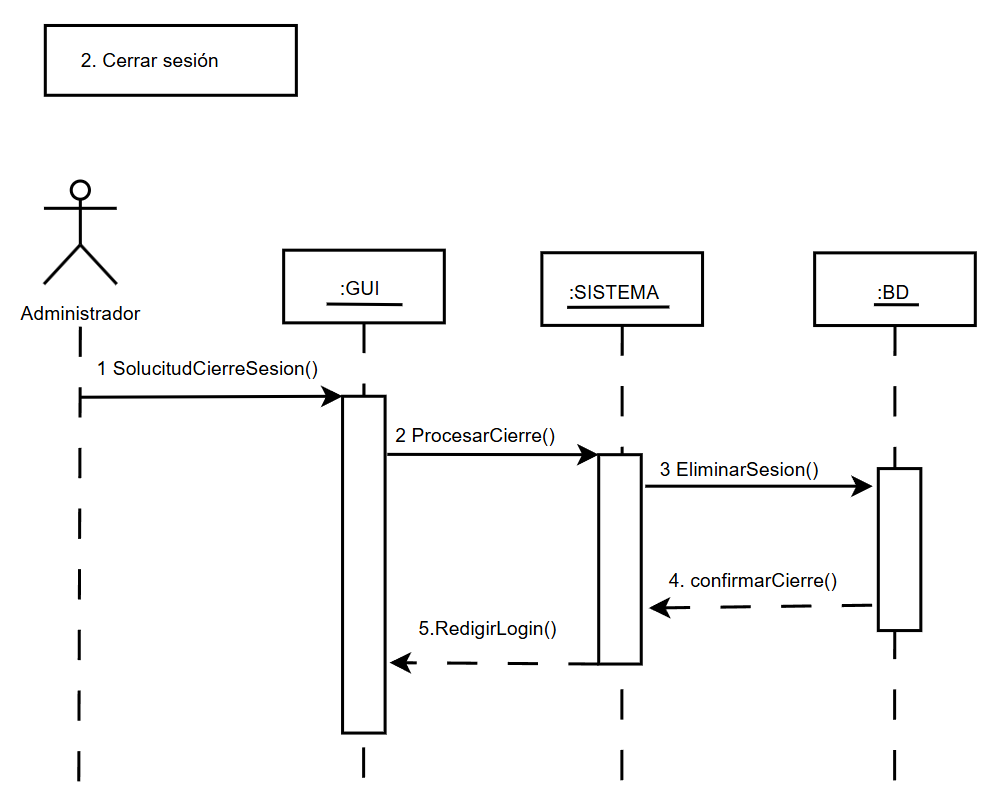 2. Cerrar sesión
Administrador
:GUI
:SISTEMA
:BD
1 SolucitudCierreSesion()
2 ProcesarCierre()
3 EliminarSesion()
4. confirmarCierre()
5.RedigirLogin()